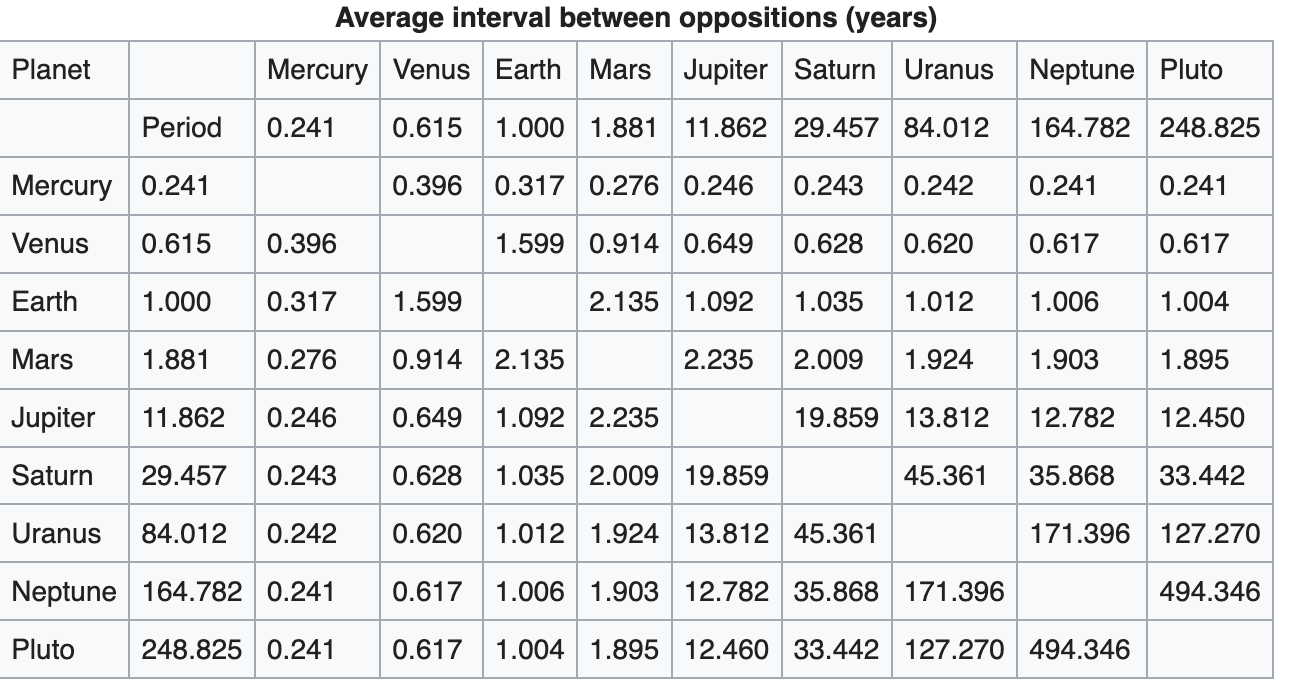 Average interval between oppositions (years)
Planet Mercury Venus Earth Mars Jupiter Saturn Uranus Neptune Pluto
Period 0.241 0.615 1.000 1.881 11.862 29.457 84.012 164.782 248.825
Mercury 0.241 0.396 0.317 0.276 0.246 0.243 0.242 0.241 0.241
Venus 0.615 0.396 1.599 0.914 0.649 0.628 0.620 0.617 0.617
Earth 1.000 0.317 1.599 2.135 1.092 1.035 1.012 1.006 1.004
Mars 1.881 0.276 0.914 2.135 2.235 2.009 1.924 1.903 1.895
Jupiter 11.862 0.246 0.649 1.092 2.235 19.859 13.812 12.782 12.450
Saturn 29.457 0.243 0.628 1.035 2.009 19.859 45.361 35.868 33.442
Uranus 84.012 0.242 0.620 1.012 1.924 13.812 45.361 171.396 127.270
Neptune 164.782 0.241 0.617 1.006 1.903 12.782 35.868 171.396 494.346
Pluto 248.825 0.241 0.617 1.004 1.895 12.460 33.442 127.270 494.346